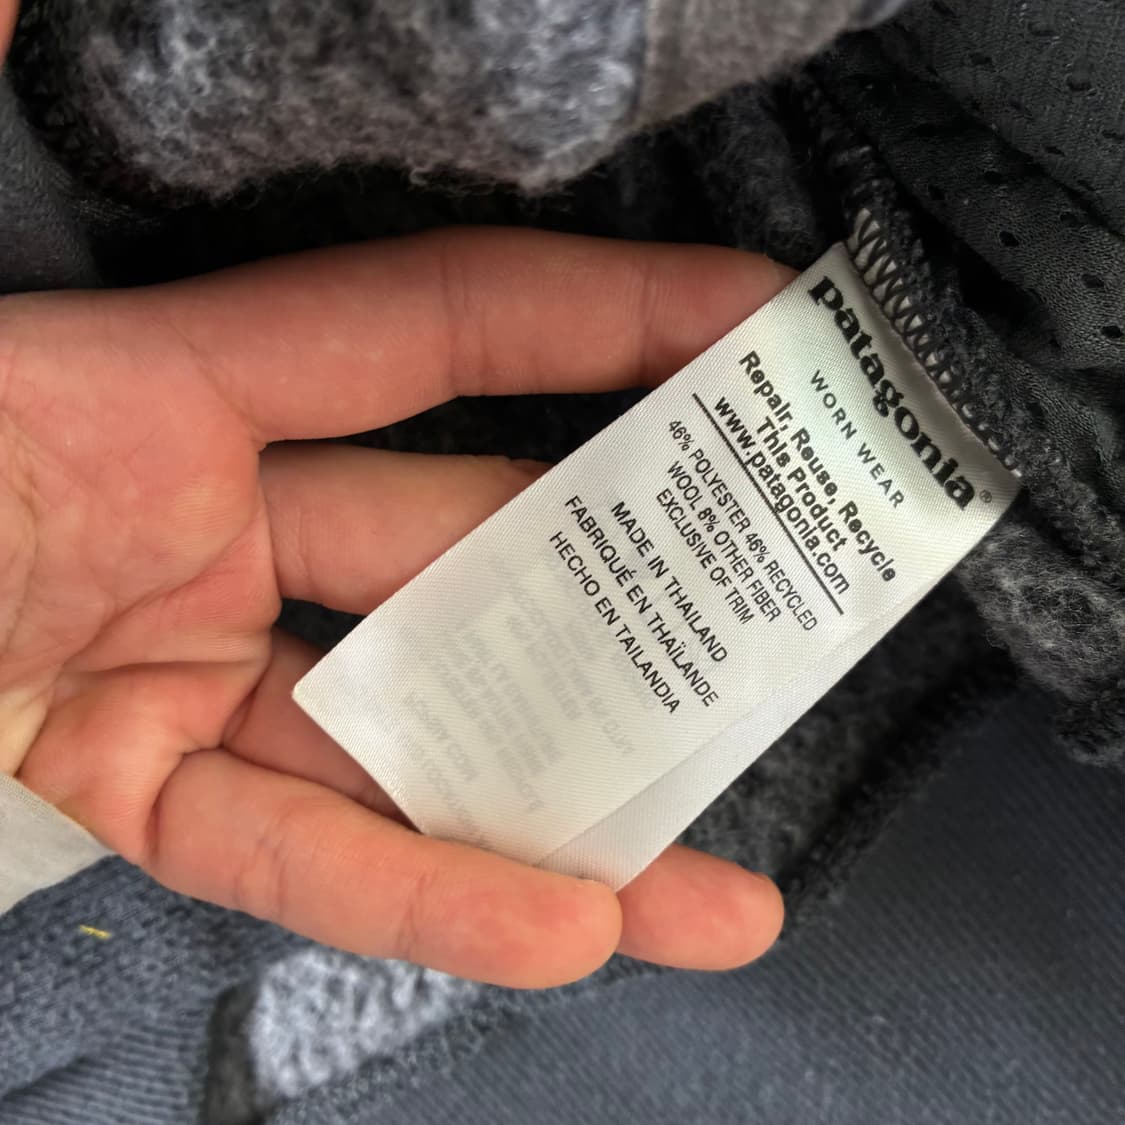 patagonia®
WORN WEAR
Repair, Reuse, Recycle
This Product
www.patagonia.com
46% POLYESTER 46% RECYCLED
WOOL 8% OTHER FIBER
EXCLUSIVE OF TRIM
MADE IN THAILAND
FABRIQUÉ EN THAÏLANDE
HECHO EN TAILANDIA